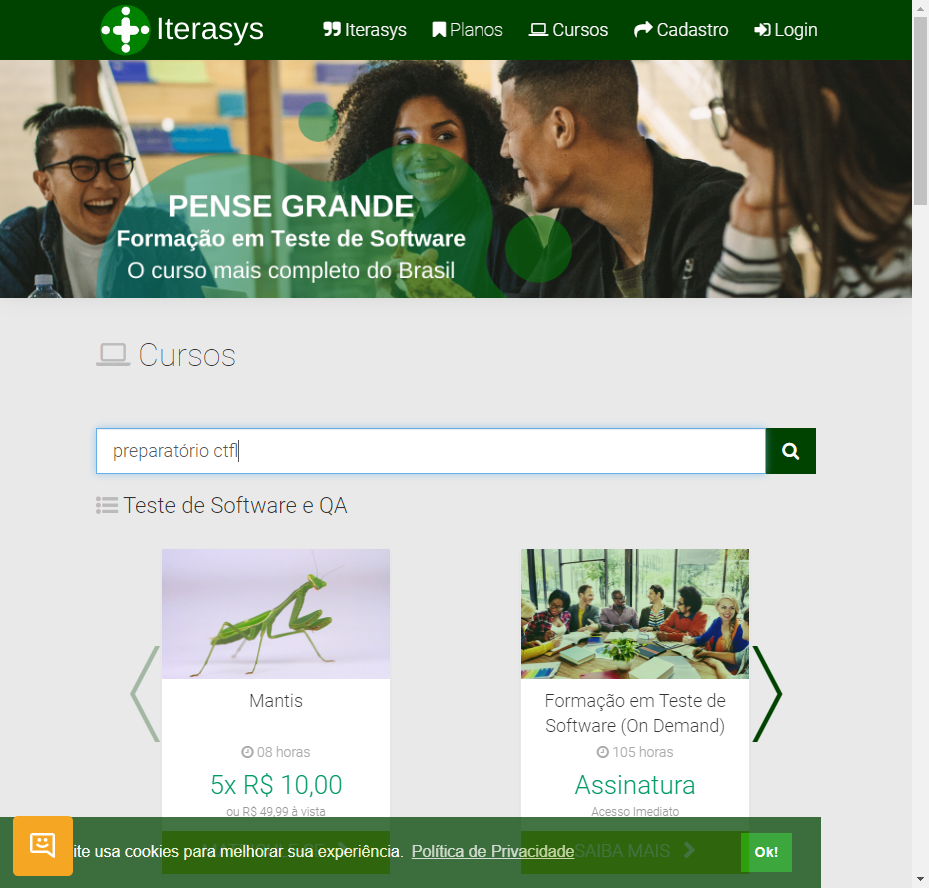 Iterasys
Iterasys Planos Cursos Cadastro Login
PENSE GRANDE
Formação em Teste de Software
O curso mais completo do Brasil
Cursos
preparatório ctfl
Teste de Software e QA
Mantis
08 horas
5x R$ 10,00
ou R$ 49,99 à vista
Formação em Teste de
Software (On Demand)
105 horas
Assinatura
Acesso Imediato
SAIBA MAIS
ite usa cookies para melhorar sua experiência. Política de Privacidade
Ok!